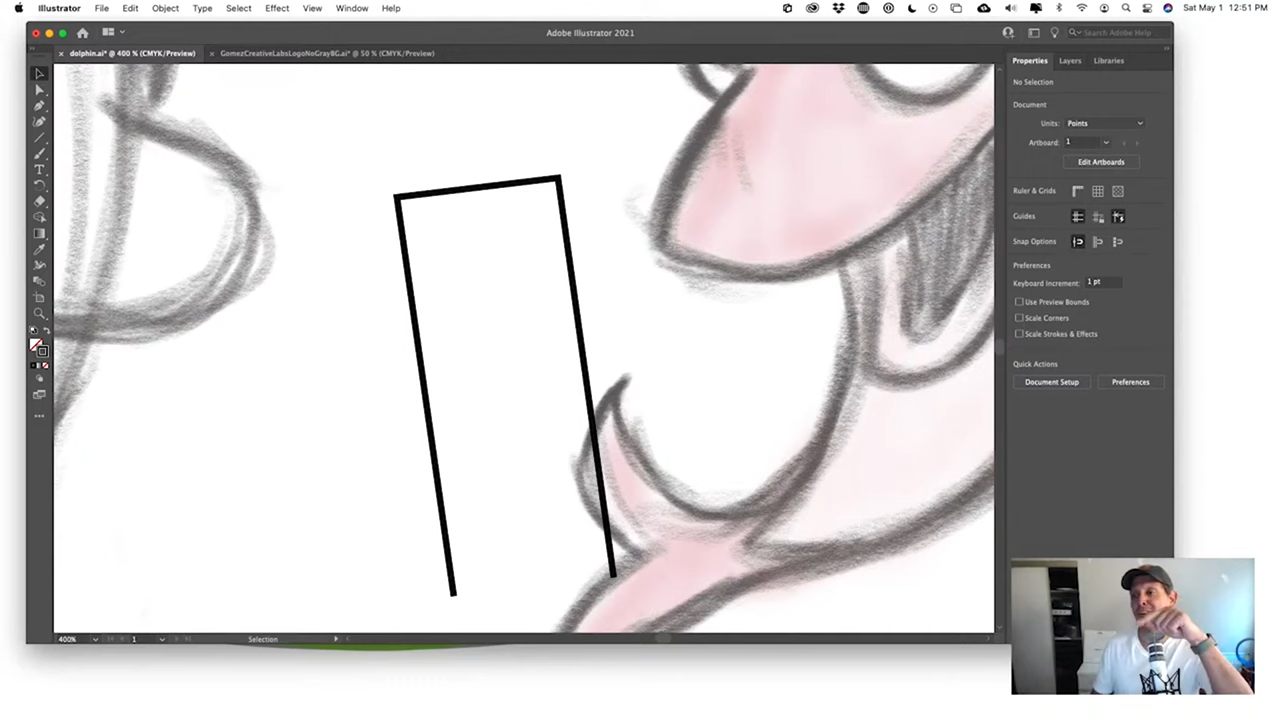 Illustrator File Edit Object Type Select Effect View Window Help
Sat May 1 12:51 PM
Adobe Illustrator 2021
Search Adobe Help
× dolphin.ai* @ 400 % (CMYK/Preview)
× GomezCreativeLabsLogoNoGrayBG.ai* @ 50 % (CMYK/Preview)
Properties Layers Libraries
No Selection
Document
Units: Points
Artboard: 1
Edit Artboards
Ruler & Grids
Guides
Snap Options
Preferences
Keyboard Increment: 1 pt
Use Preview Bounds
Scale Corners
Scale Strokes & Effects
Quick Actions
Document Setup Preferences
400% 1 Selection